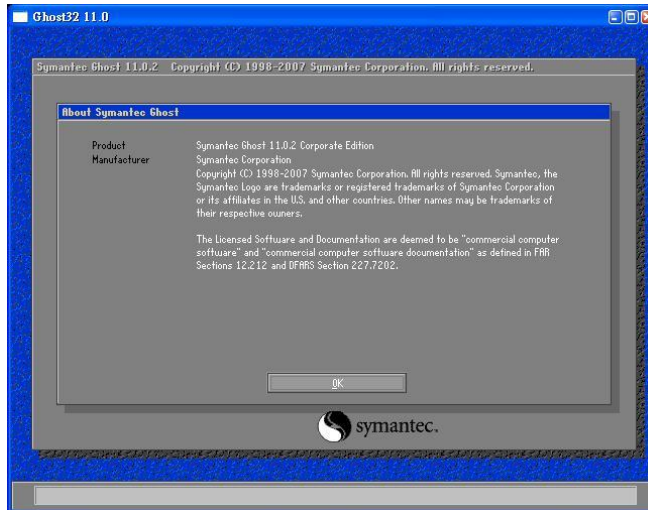 Ghost32 11.0
Symantec Ghost 11.0.2 Copyright (C) 1998-2007 Symantec Corporation. All rights reserved.
About Symantec Ghost
Product Symantec Ghost 11.0.2 Corporate Edition
Manufacturer Symantec Corporation
Copyright (C) 1998-2007 Symantec Corporation. All rights reserved. Symantec, the
Symantec Logo are trademarks or registered trademarks of Symantec Corporation
or its affiliates in the U.S. and other countries. Other names may be trademarks of
their respective owners.
The Licensed Software and Documentation are deemed to be "commercial computer
software" and "commercial computer software documentation" as defined in FAR
Sections 12.212 and DFARS Section 227.7202.
OK
symantec.